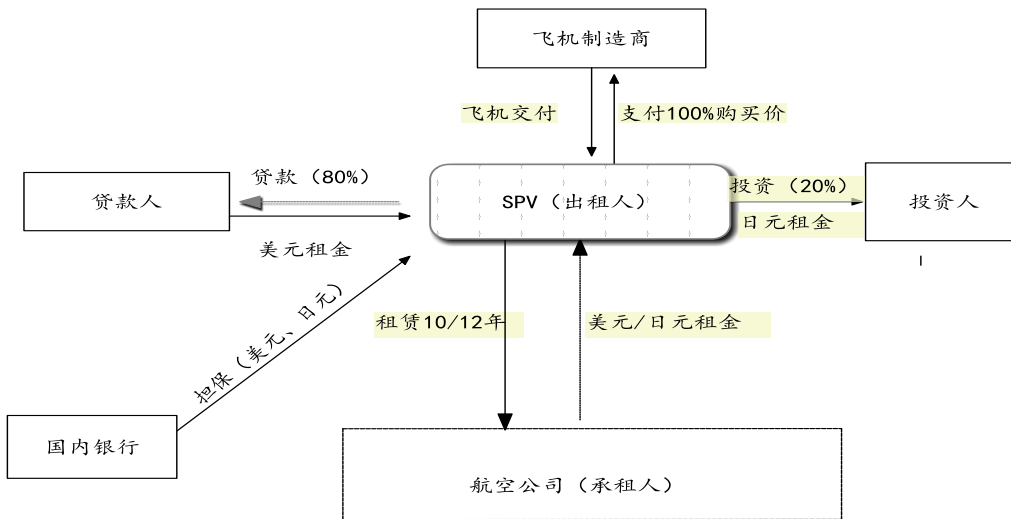 飞机制造商
飞机交付
支付100%购买价
贷款（80%）
贷款人
SPV（出租人）
投资（20%）
投资人
日元租金
美元租金
担保（美元、日元）
租赁10/12年
美元/日元租金
国内银行
航空公司（承租人）